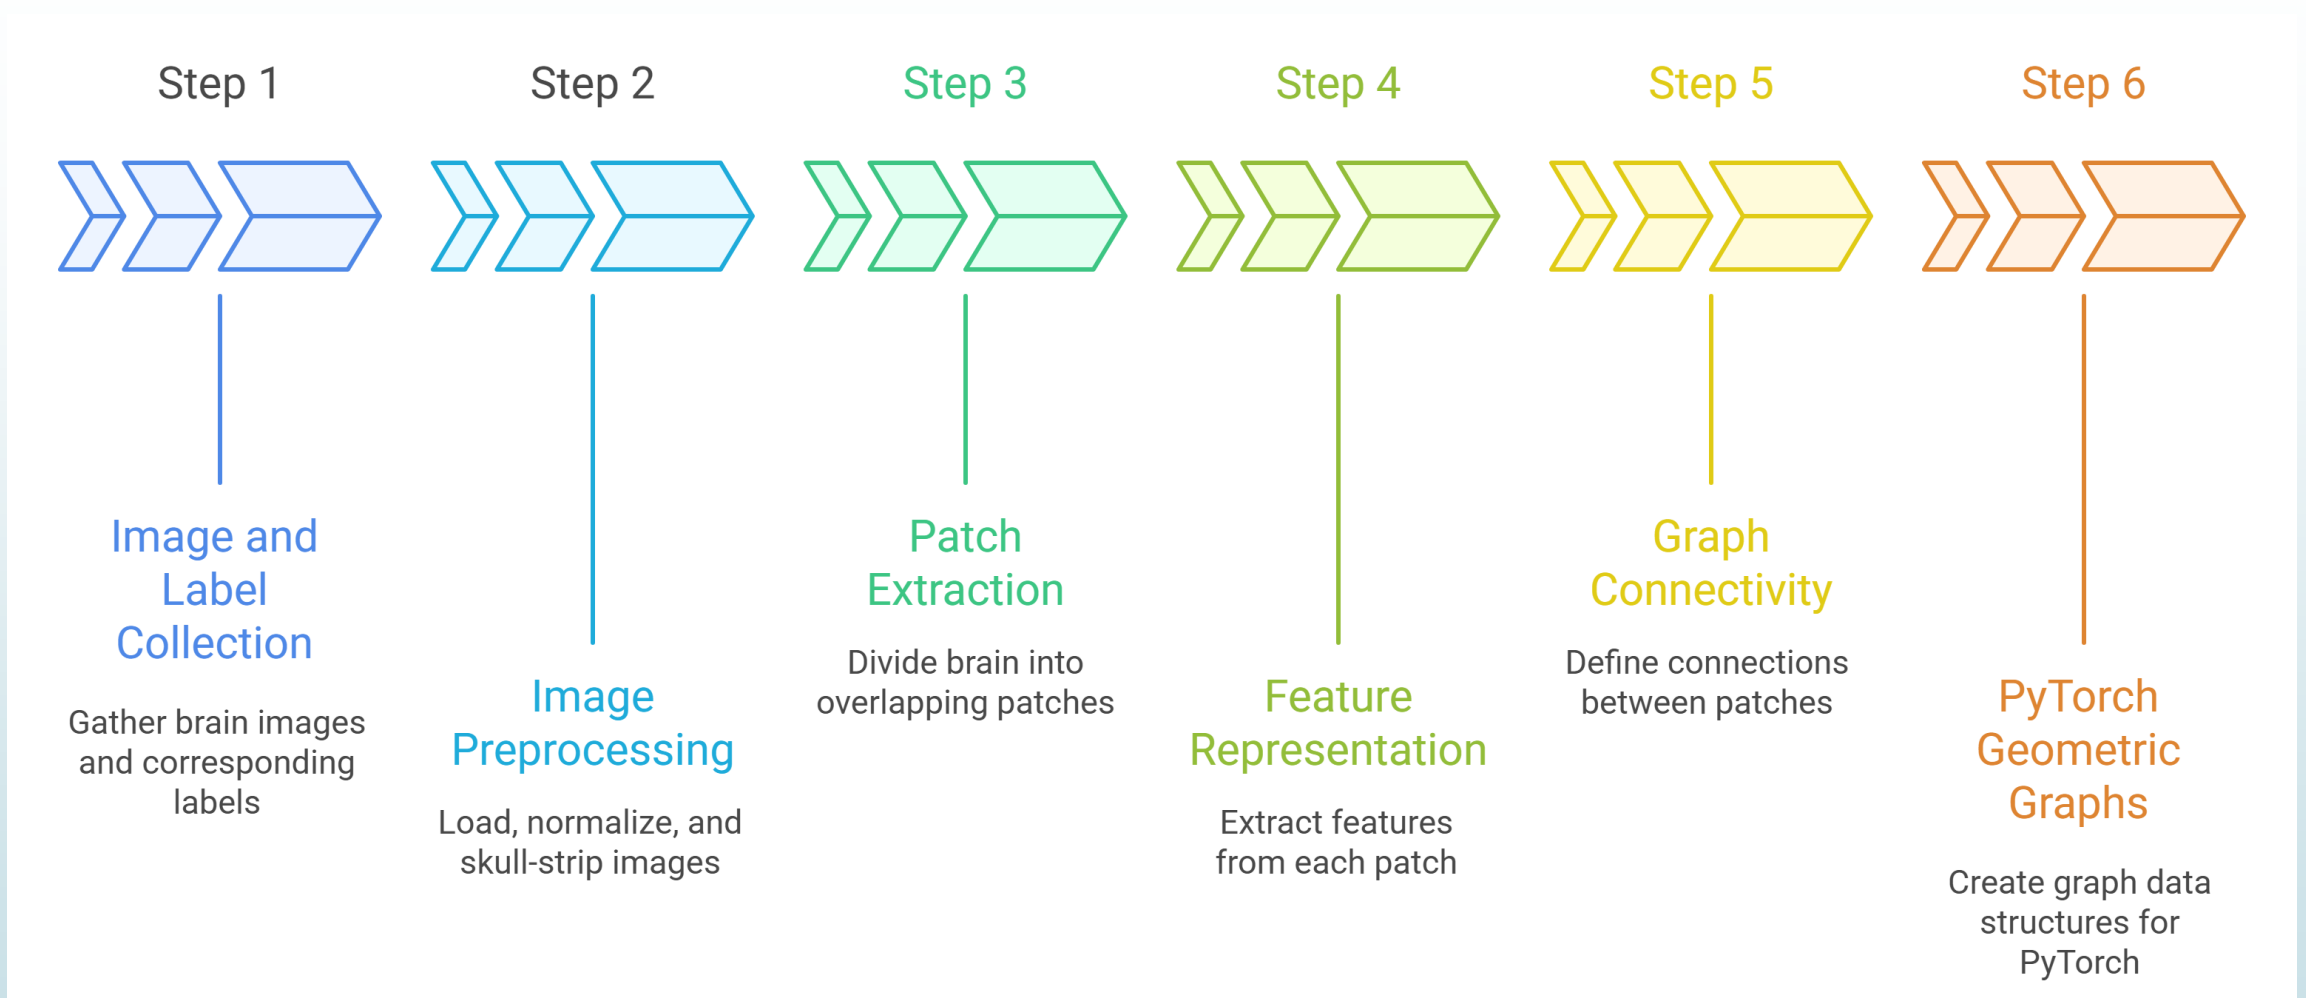 Step 1
Step 2
Step 3
Step 4
Step 5
Step 6
Image and
Label
Collection
Gather brain images
and corresponding
labels
Image
Preprocessing
Load, normalize, and
skull-strip images
Patch
Extraction
Divide brain into
overlapping patches
Feature
Representation
Extract features
from each patch
Graph
Connectivity
Define connections
between patches
PyTorch
Geometric
Graphs
Create graph data
structures for
PyTorch